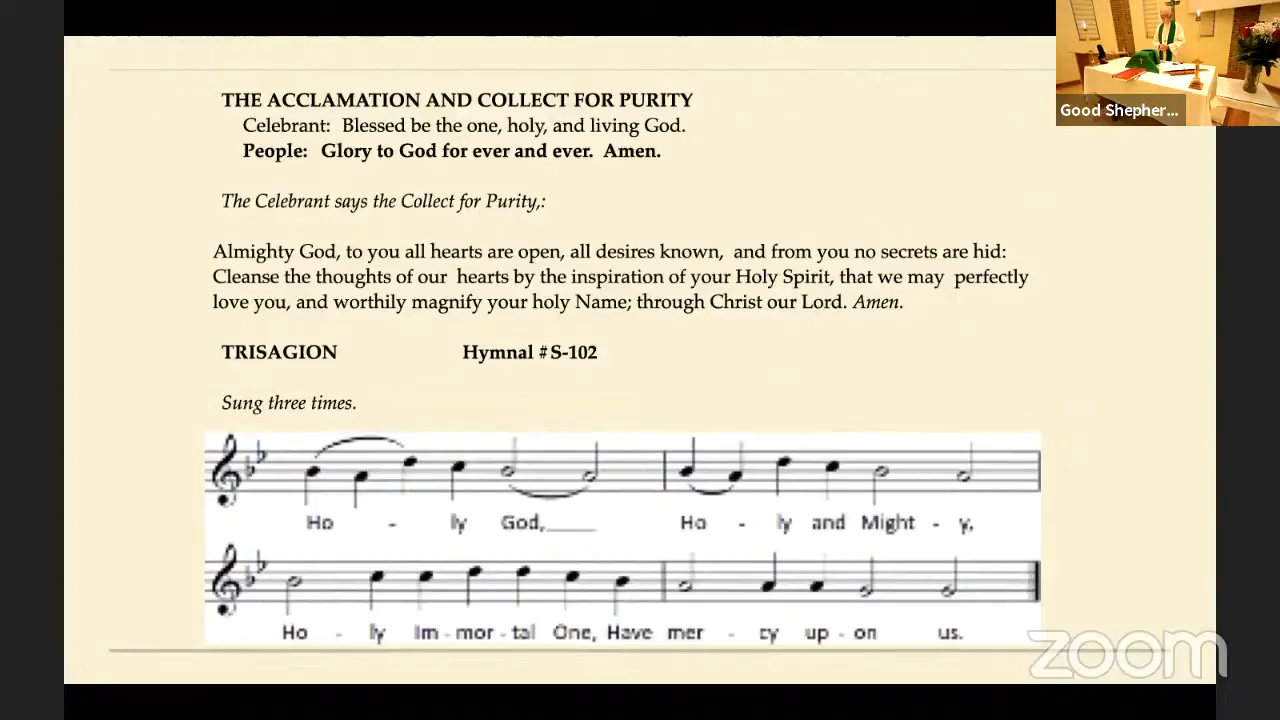 Good Shepher...
THE ACCLAMATION AND COLLECT FOR PURITY
Celebrant: Blessed be the one, holy, and living God.
People: Glory to God for ever and ever. Amen.
The Celebrant says the Collect for Purity,:
Almighty God, to you all hearts are open, all desires known, and from you no secrets are hid:
Cleanse the thoughts of our hearts by the inspiration of your Holy Spirit, that we may perfectly
love you, and worthily magnify your holy Name; through Christ our Lord. Amen.
TRISAGION Hymnal # S-102
Sung three times.
Ho - ly God,____ Ho - ly and Might - y,
Ho - ly Im - mor - tal One, Have mer - cy up - on us.
zoom